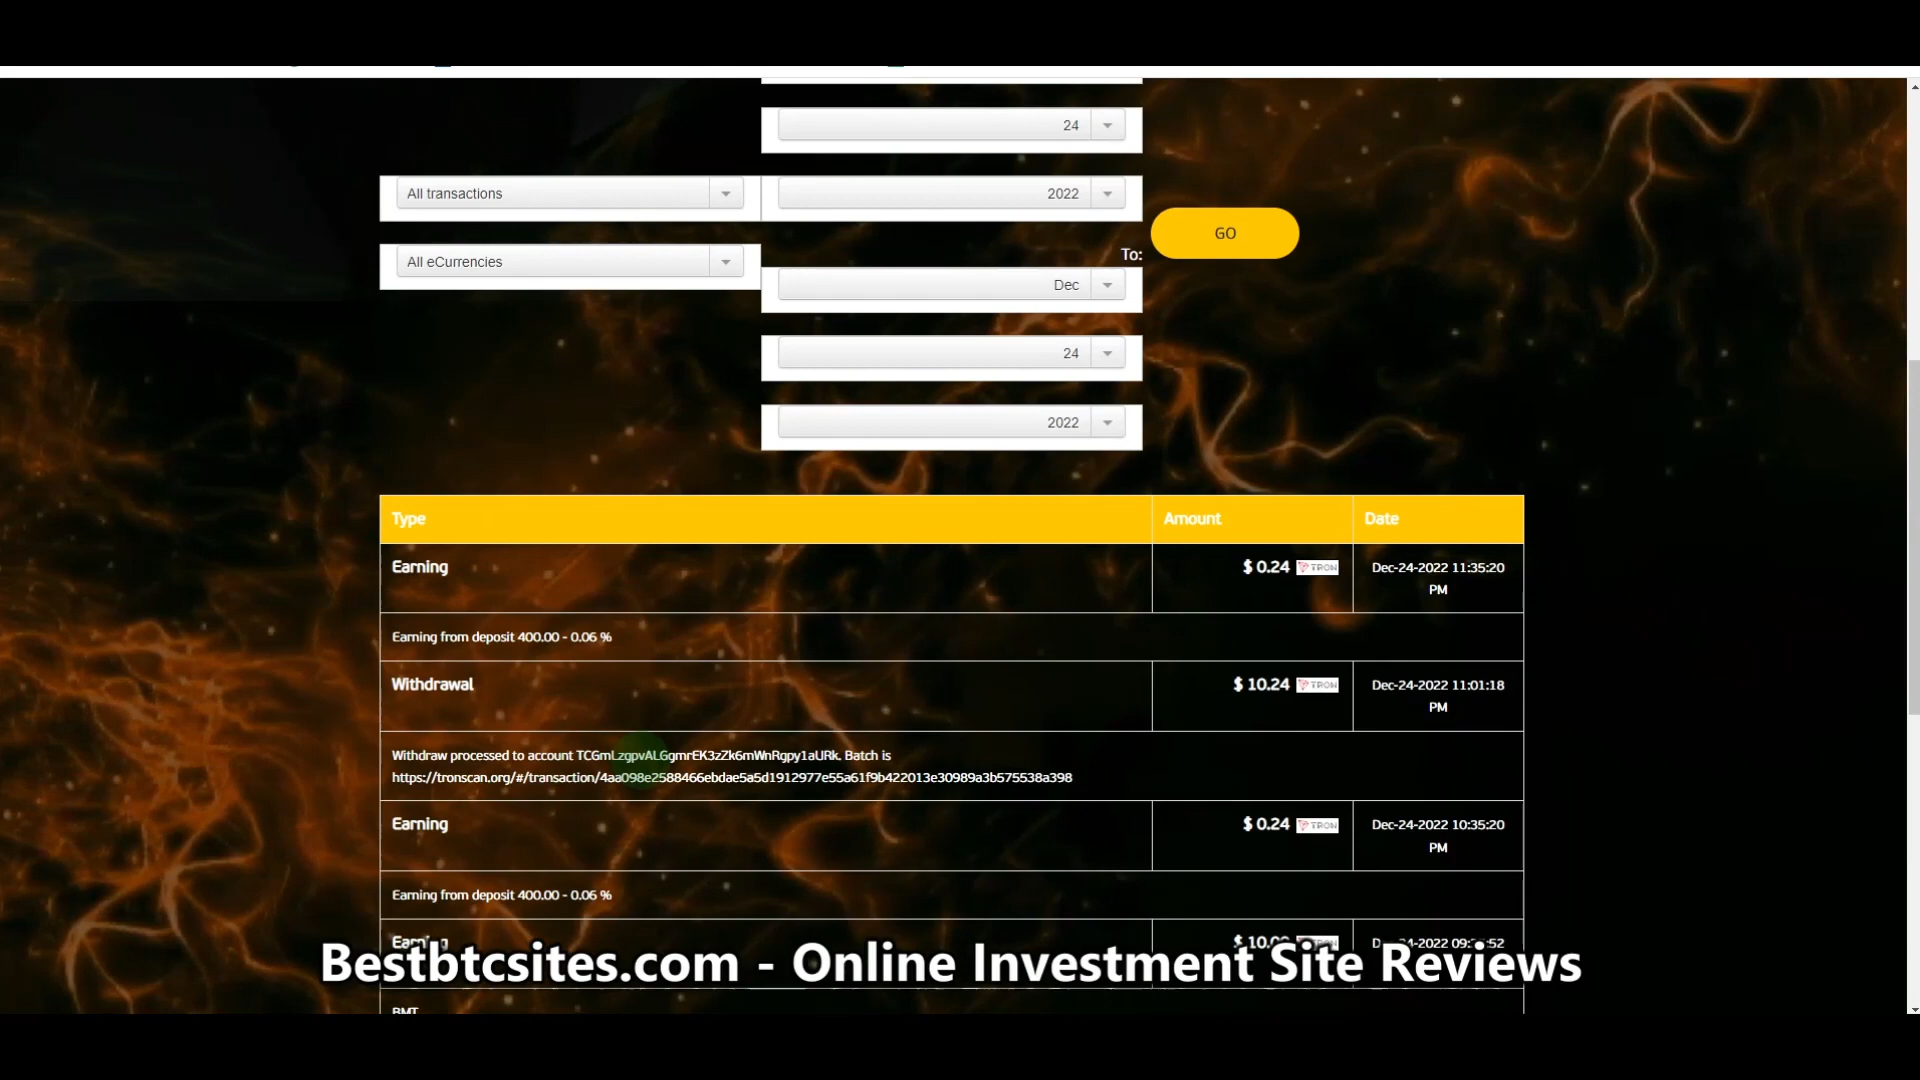 24
All transactions
2022
GO
To:
All eCurrencies
Dec
24
2022
Type Amount Date
Earning $ 0.24 TRON Dec-24-2022 11:35:20
PM
Earning from deposit 400.00 - 0.06 %
Withdrawal $ 10.24 TRON Dec-24-2022 11:01:18
PM
Withdraw processed to account TCGmLzgpvALGgmrEK3zZk6mWnRgpy1aURk. Batch is
https://tronscan.org/#/transaction/4aa098e2588466ebdae5a5d1912977e55a61f9b422013e30989a3b575538a398
Earning $ 0.24 TRON Dec-24-2022 10:35:20
PM
Earning from deposit 400.00 - 0.06 %
Earning
Bestbtcsites.com - Online Investment Site Reviews